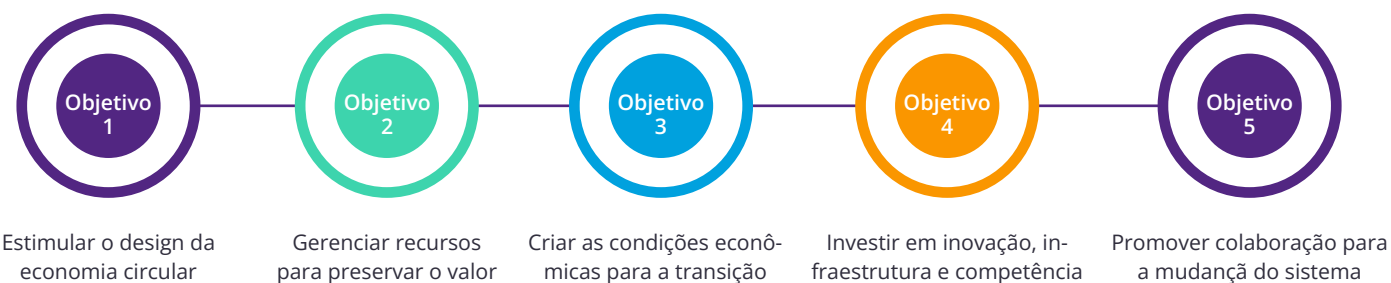 Objetivo
1
Objetivo
2
Objetivo
3
Objetivo
4
Objetivo
5
Estimular o design da
economia circular
Gerenciar recursos
para preservar o valor
Criar as condições econô-
micas para a transição
Investir em inovação, in-
fraestrutura e competência
Promover colaboração para
a mudançã do sistema